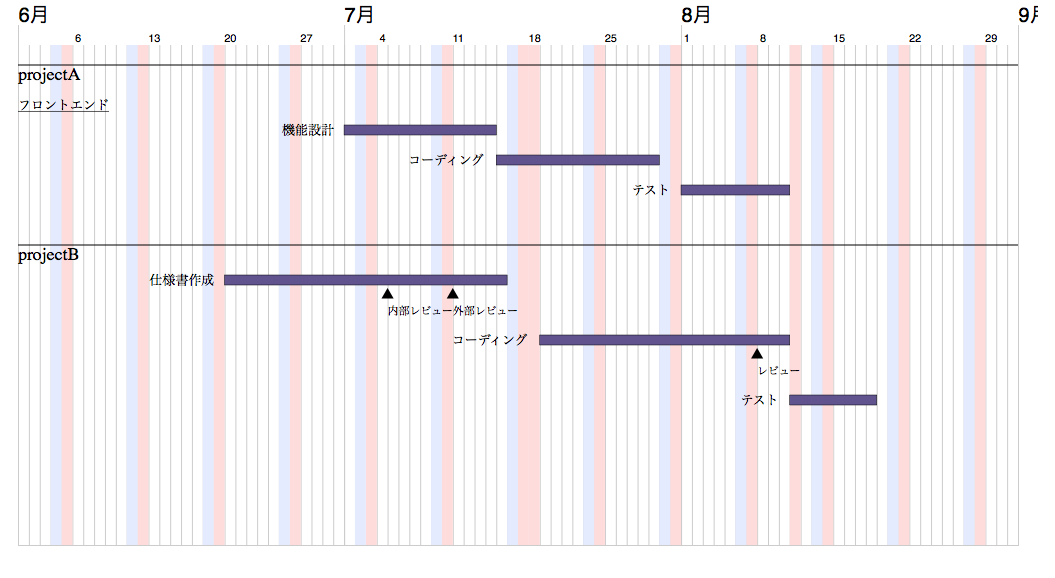 6月 7月 8月 9月
6 13 20 27 4 11 18 25 1 8 15 22 29
projectA
フロントエンド
機能設計
コーディング
テスト
projectB
仕様書作成
内部レビュー 外部レビュー
コーディング
レビュー
テスト